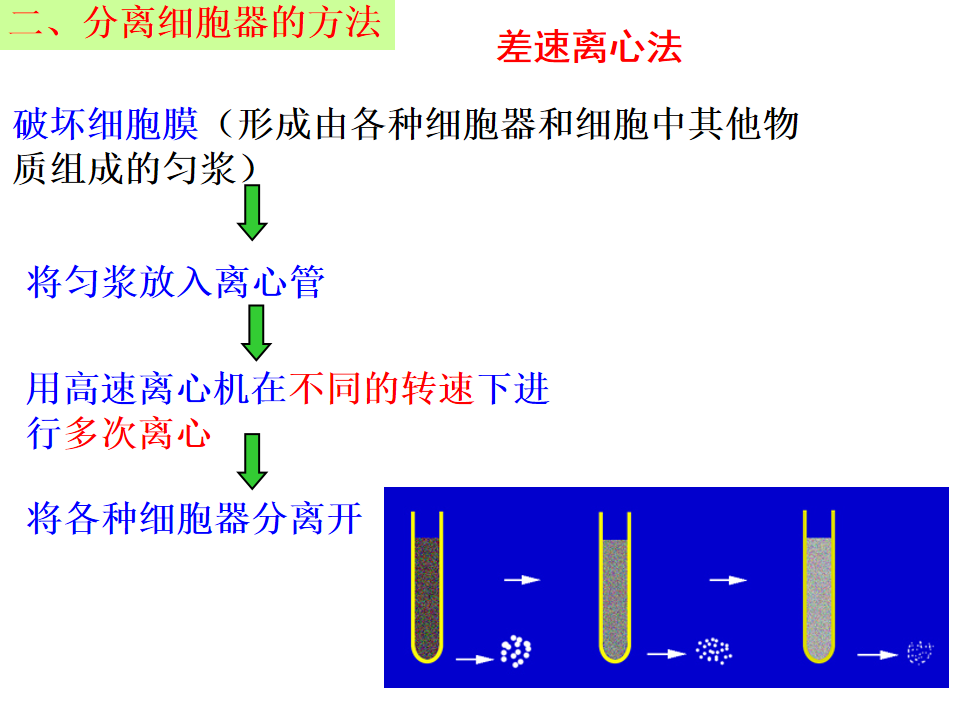 二、分离细胞器的方法
差速离心法
破坏细胞膜（形成由各种细胞器和细胞中其他物
质组成的匀浆）
将匀浆放入离心管
用高速离心机在不同的转速下进
行多次离心
将各种细胞器分离开